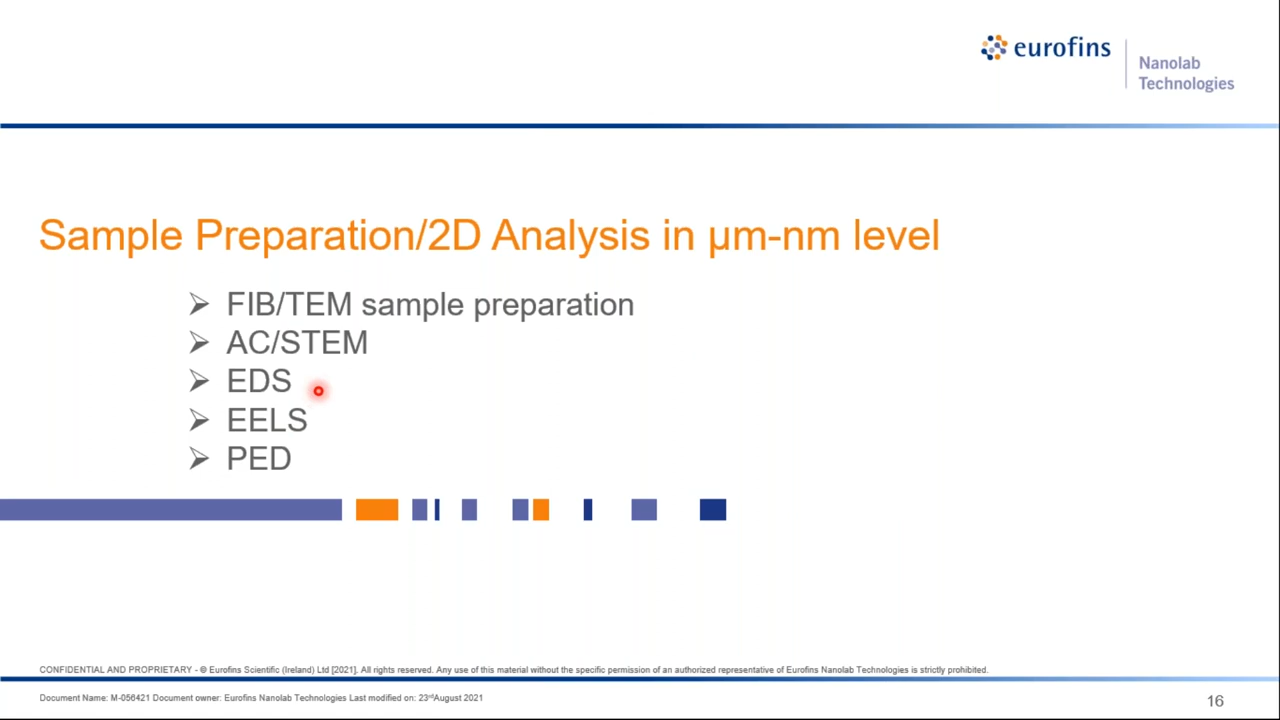 eurofins
Nanolab
Technologies
Sample Preparation/2D Analysis in µm-nm level
➢ FIB/TEM sample preparation
➢ AC/STEM
➢ EDS
➢ EELS
➢ PED
CONFIDENTIAL AND PROPRIETARY - © Eurofins Scientific (Ireland) Ltd [2021]. All rights reserved. Any use of this material without the specific permission of an authorized representative of Eurofins Nanolab Technologies is strictly prohibited.
Document Name: M-056421 Document owner: Eurofins Nanolab Technologies Last modified on: 23rdAugust 2021
16